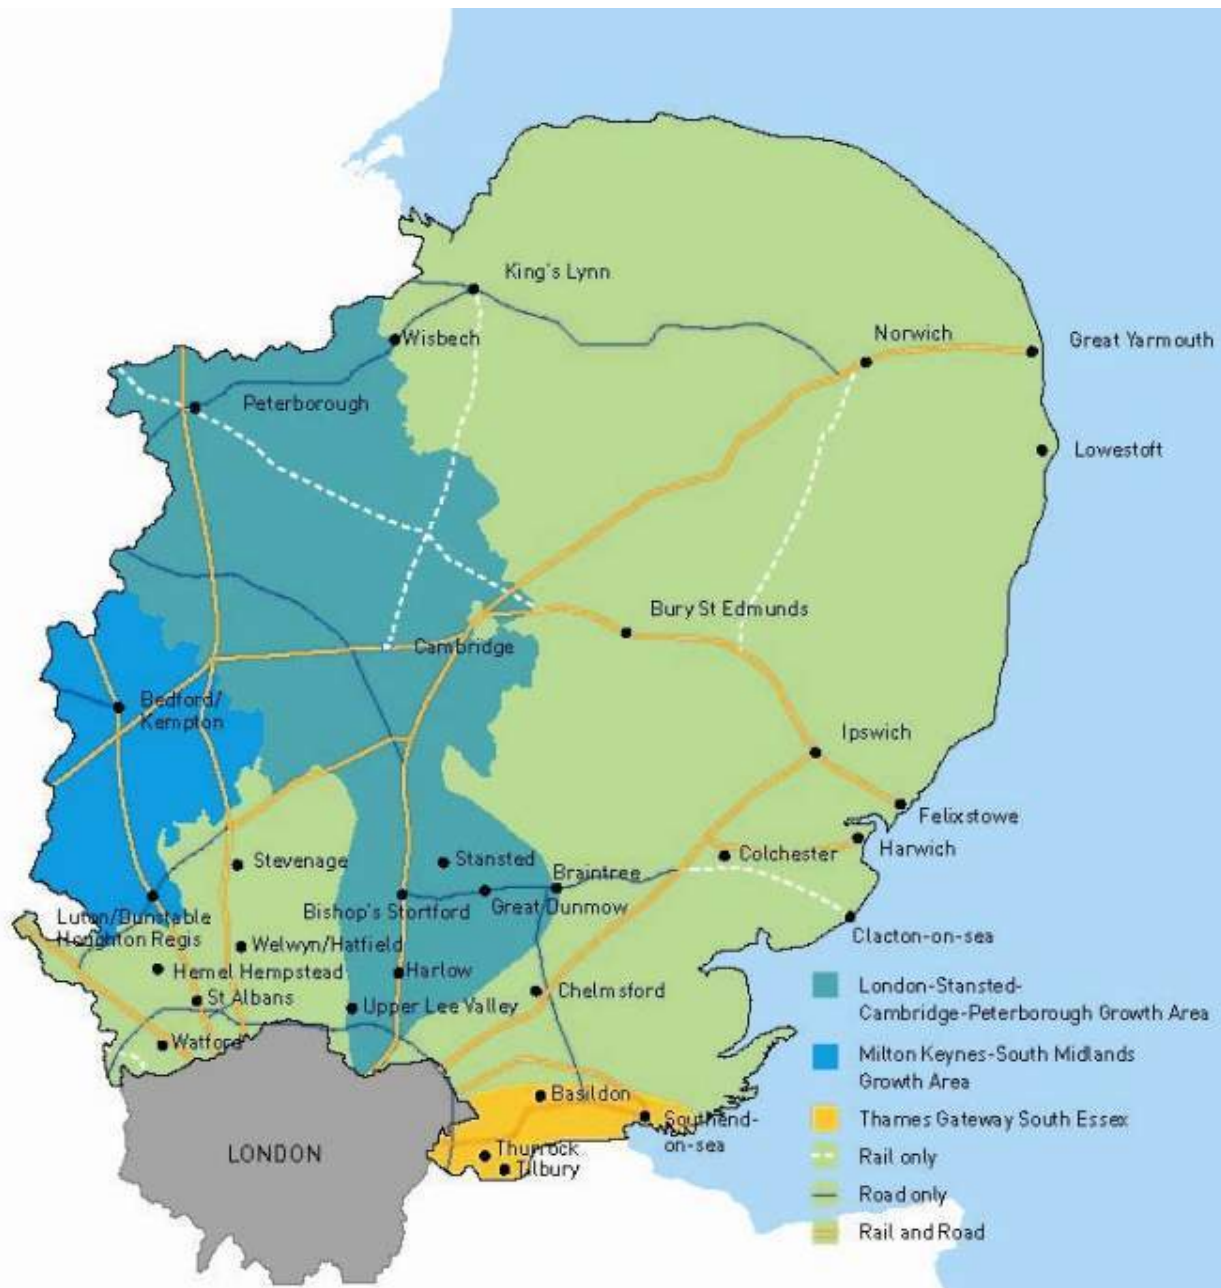 King's Lynn
Wisbech
Norwich
Great Yarmouth
Peterborough
Lowestoft
Bury St Edmunds
Cambridge
Bedford/
Kempton
Ipswich
Felixstowe
Harwich
Colchester
Stevenage
Stansted
Braintree
Bishop's Stortford
Great Dunmow
Luton/Dunstable
Houghton Regis
Welwyn/Hatfield
Clacton-on-sea
Hemel Hempstead
Harlow
St Albans
Upper Lee Valley
Chelmsford
Watford
Basildon
Southend-
on-sea
Thurrock
Tilbury
LONDON
London-Stansted-
Cambridge-Peterborough Growth Area
Milton Keynes-South Midlands
Growth Area
Thames Gateway South Essex
Rail only
Road only
Rail and Road